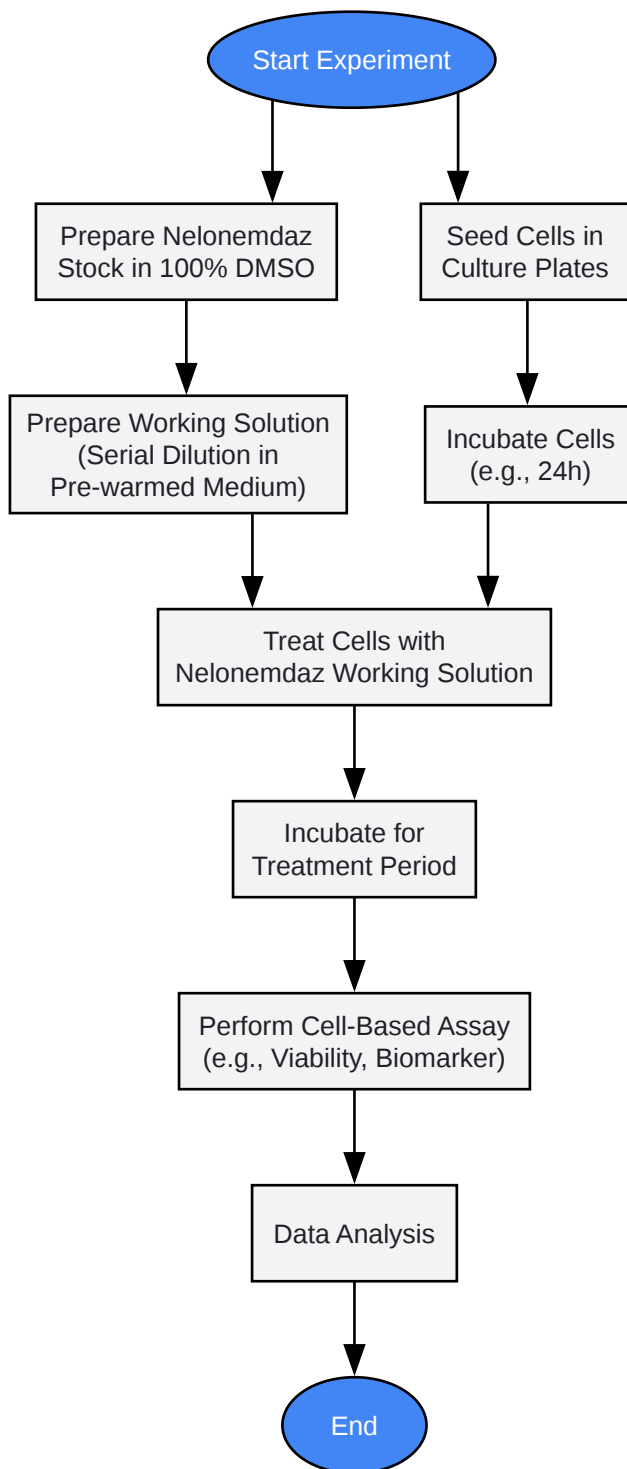 Start Experiment
Prepare Nelonemdaz
Stock in 100% DMSO
Seed Cells in
Culture Plates
Prepare Working Solution
(Serial Dilution in
Pre-warmed Medium)
Incubate Cells
(e.g., 24h)
Treat Cells with
Nelonemdaz Working Solution
Incubate for
Treatment Period
Perform Cell-Based Assay
(e.g., Viability, Biomarker)
Data Analysis
End